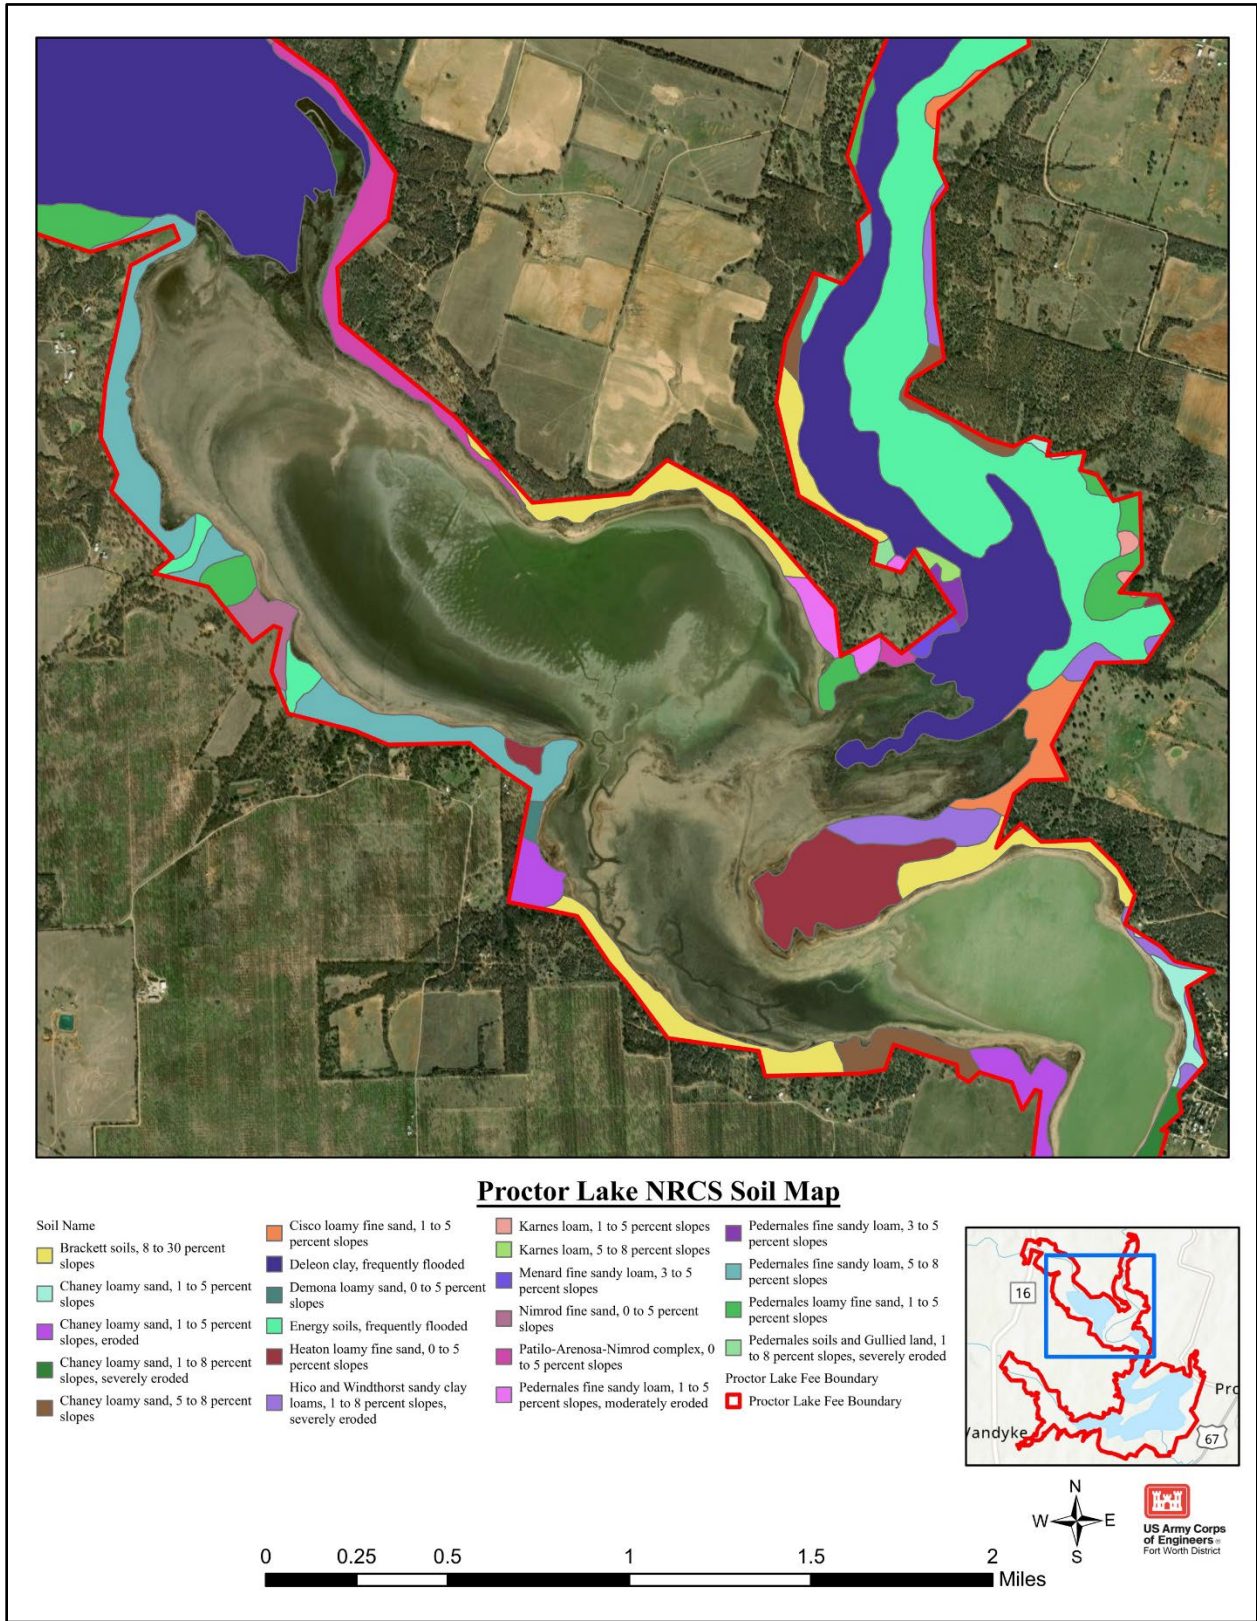 Proctor Lake NRCS Soil Map
Soil Name
Brackett soils, 8 to 30 percent
slopes
Chaney loamy sand, 1 to 5 percent
slopes
Chaney loamy sand, 1 to 5 percent
slopes, eroded
Chaney loamy sand, 1 to 8 percent
slopes, severely eroded
Chaney loamy sand, 5 to 8 percent
slopes
Cisco loamy fine sand, 1 to 5
percent slopes
Deleon clay, frequently flooded
Demona loamy sand, 0 to 5 percent
slopes
Energy soils, frequently flooded
Heaton loamy fine sand, 0 to 5
percent slopes
Hico and Windthorst sandy clay
loams, 1 to 8 percent slopes,
severely eroded
Karnes loam, 1 to 5 percent slopes
Karnes loam, 5 to 8 percent slopes
Menard fine sandy loam, 3 to 5
percent slopes
Nimrod fine sand, 0 to 5 percent
slopes
Patilo-Arenosa-Nimrod complex, 0
to 5 percent slopes
Pedernales fine sandy loam, 1 to 5
percent slopes, moderately eroded
Pedernales fine sandy loam, 3 to 5
percent slopes
Pedernales fine sandy loam, 5 to 8
percent slopes
Pedernales loamy fine sand, 1 to 5
percent slopes
Pedernales soils and Gullied land, 1
to 8 percent slopes, severely eroded
Proctor Lake Fee Boundary
Proctor Lake Fee Boundary
16
Pro
67
Vandyke
N
W E
S
US Army Corps
of Engineers ®
Fort Worth District
0 0.25 0.5 1 1.5 2
Miles